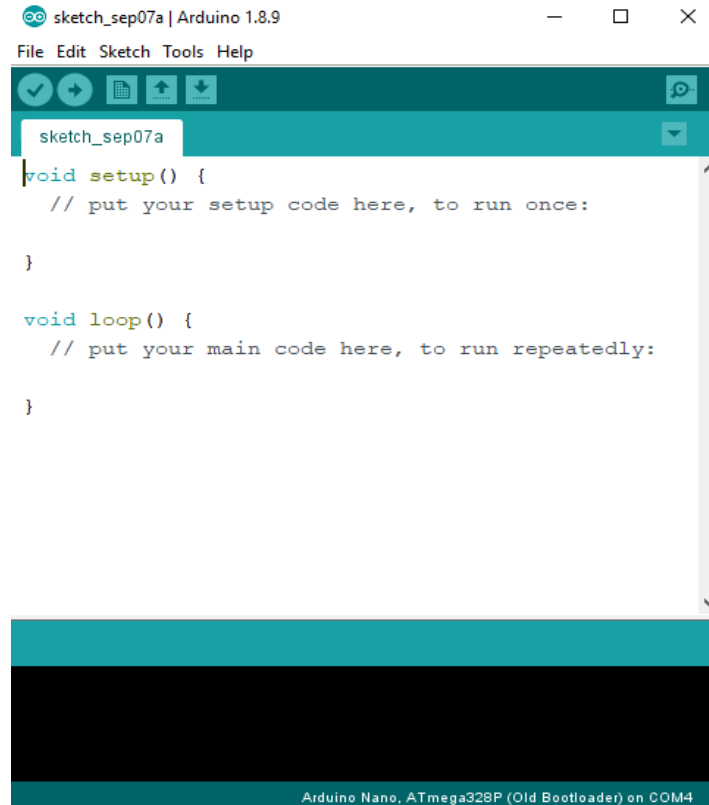 sketch_sep07a | Arduino 1.8.9
File Edit Sketch Tools Help
sketch_sep07a
void setup() {
  // put your setup code here, to run once:

}

void loop() {
  // put your main code here, to run repeatedly:

}
Arduino Nano, ATmega328P (Old Bootloader) on COM4